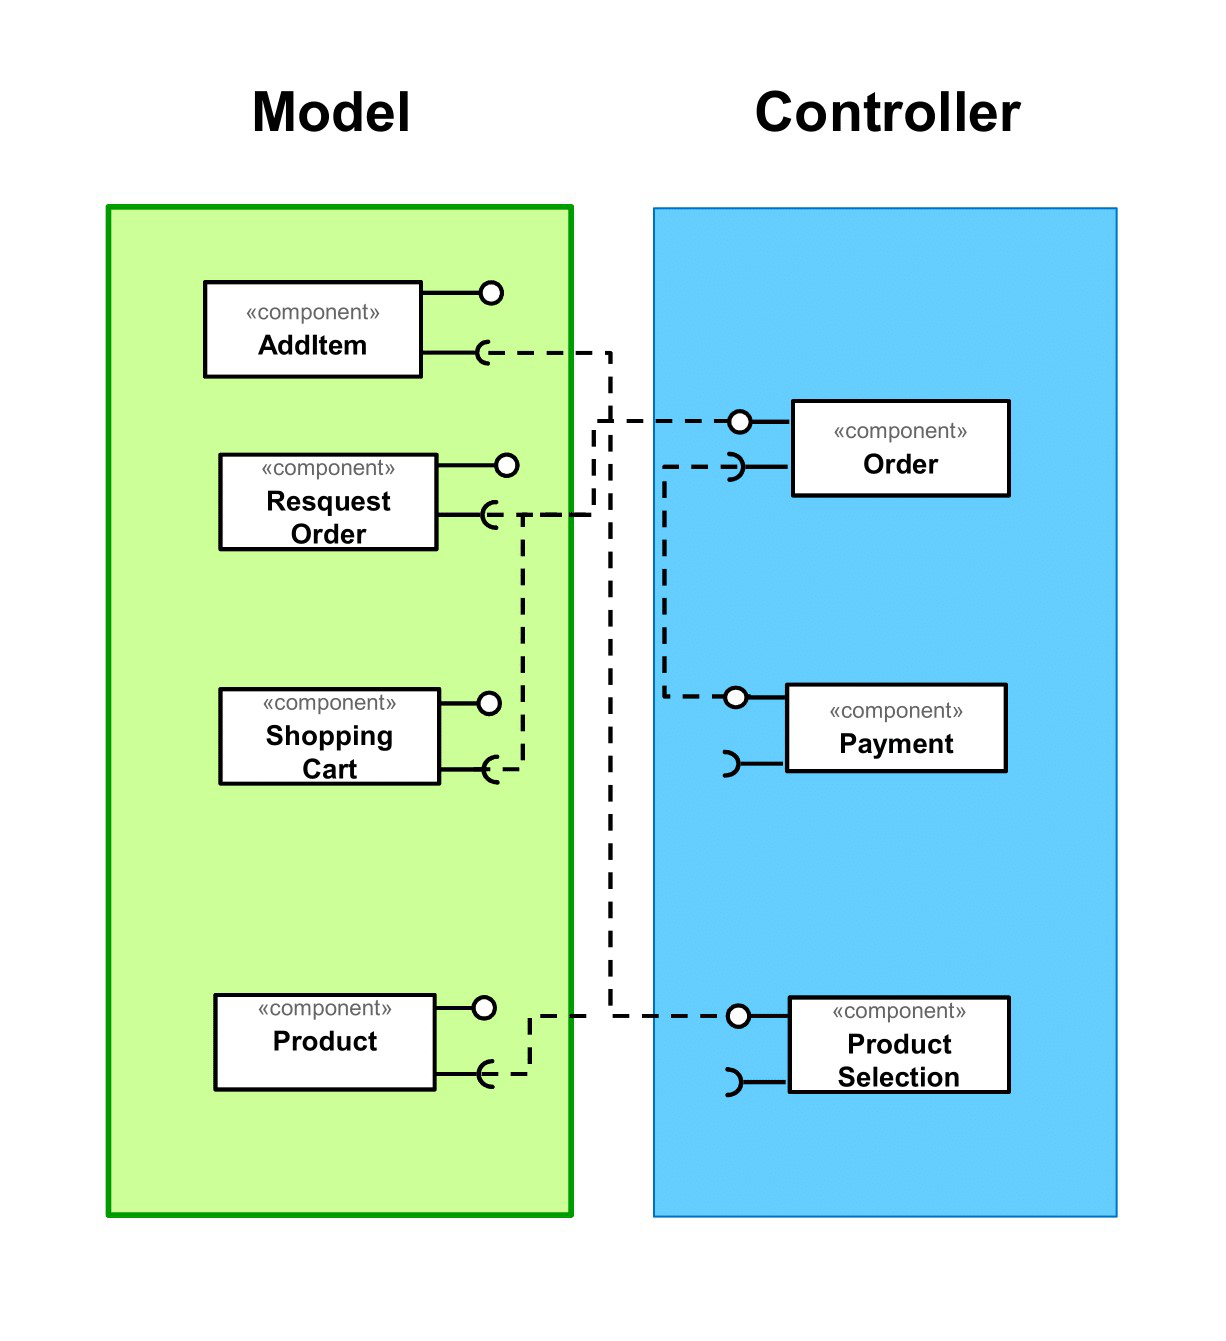 Model
Controller
«component»
AddItem
«component»
Resquest
Order
«component»
Shopping
Cart
«component»
Product
«component»
Order
«component»
Payment
«component»
Product
Selection